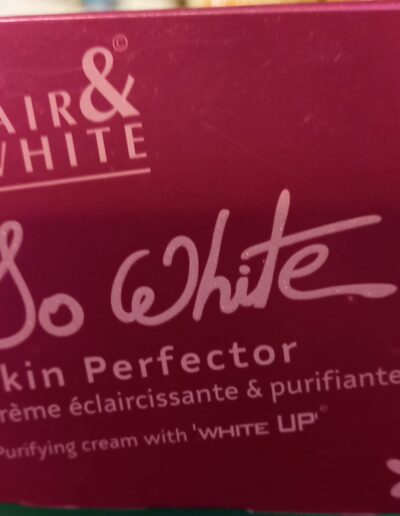 AIR & ©
WHITE
So White
kin Perfector
rème éclaircissante & purifiante
Purifying cream with 'WHITE UP'©